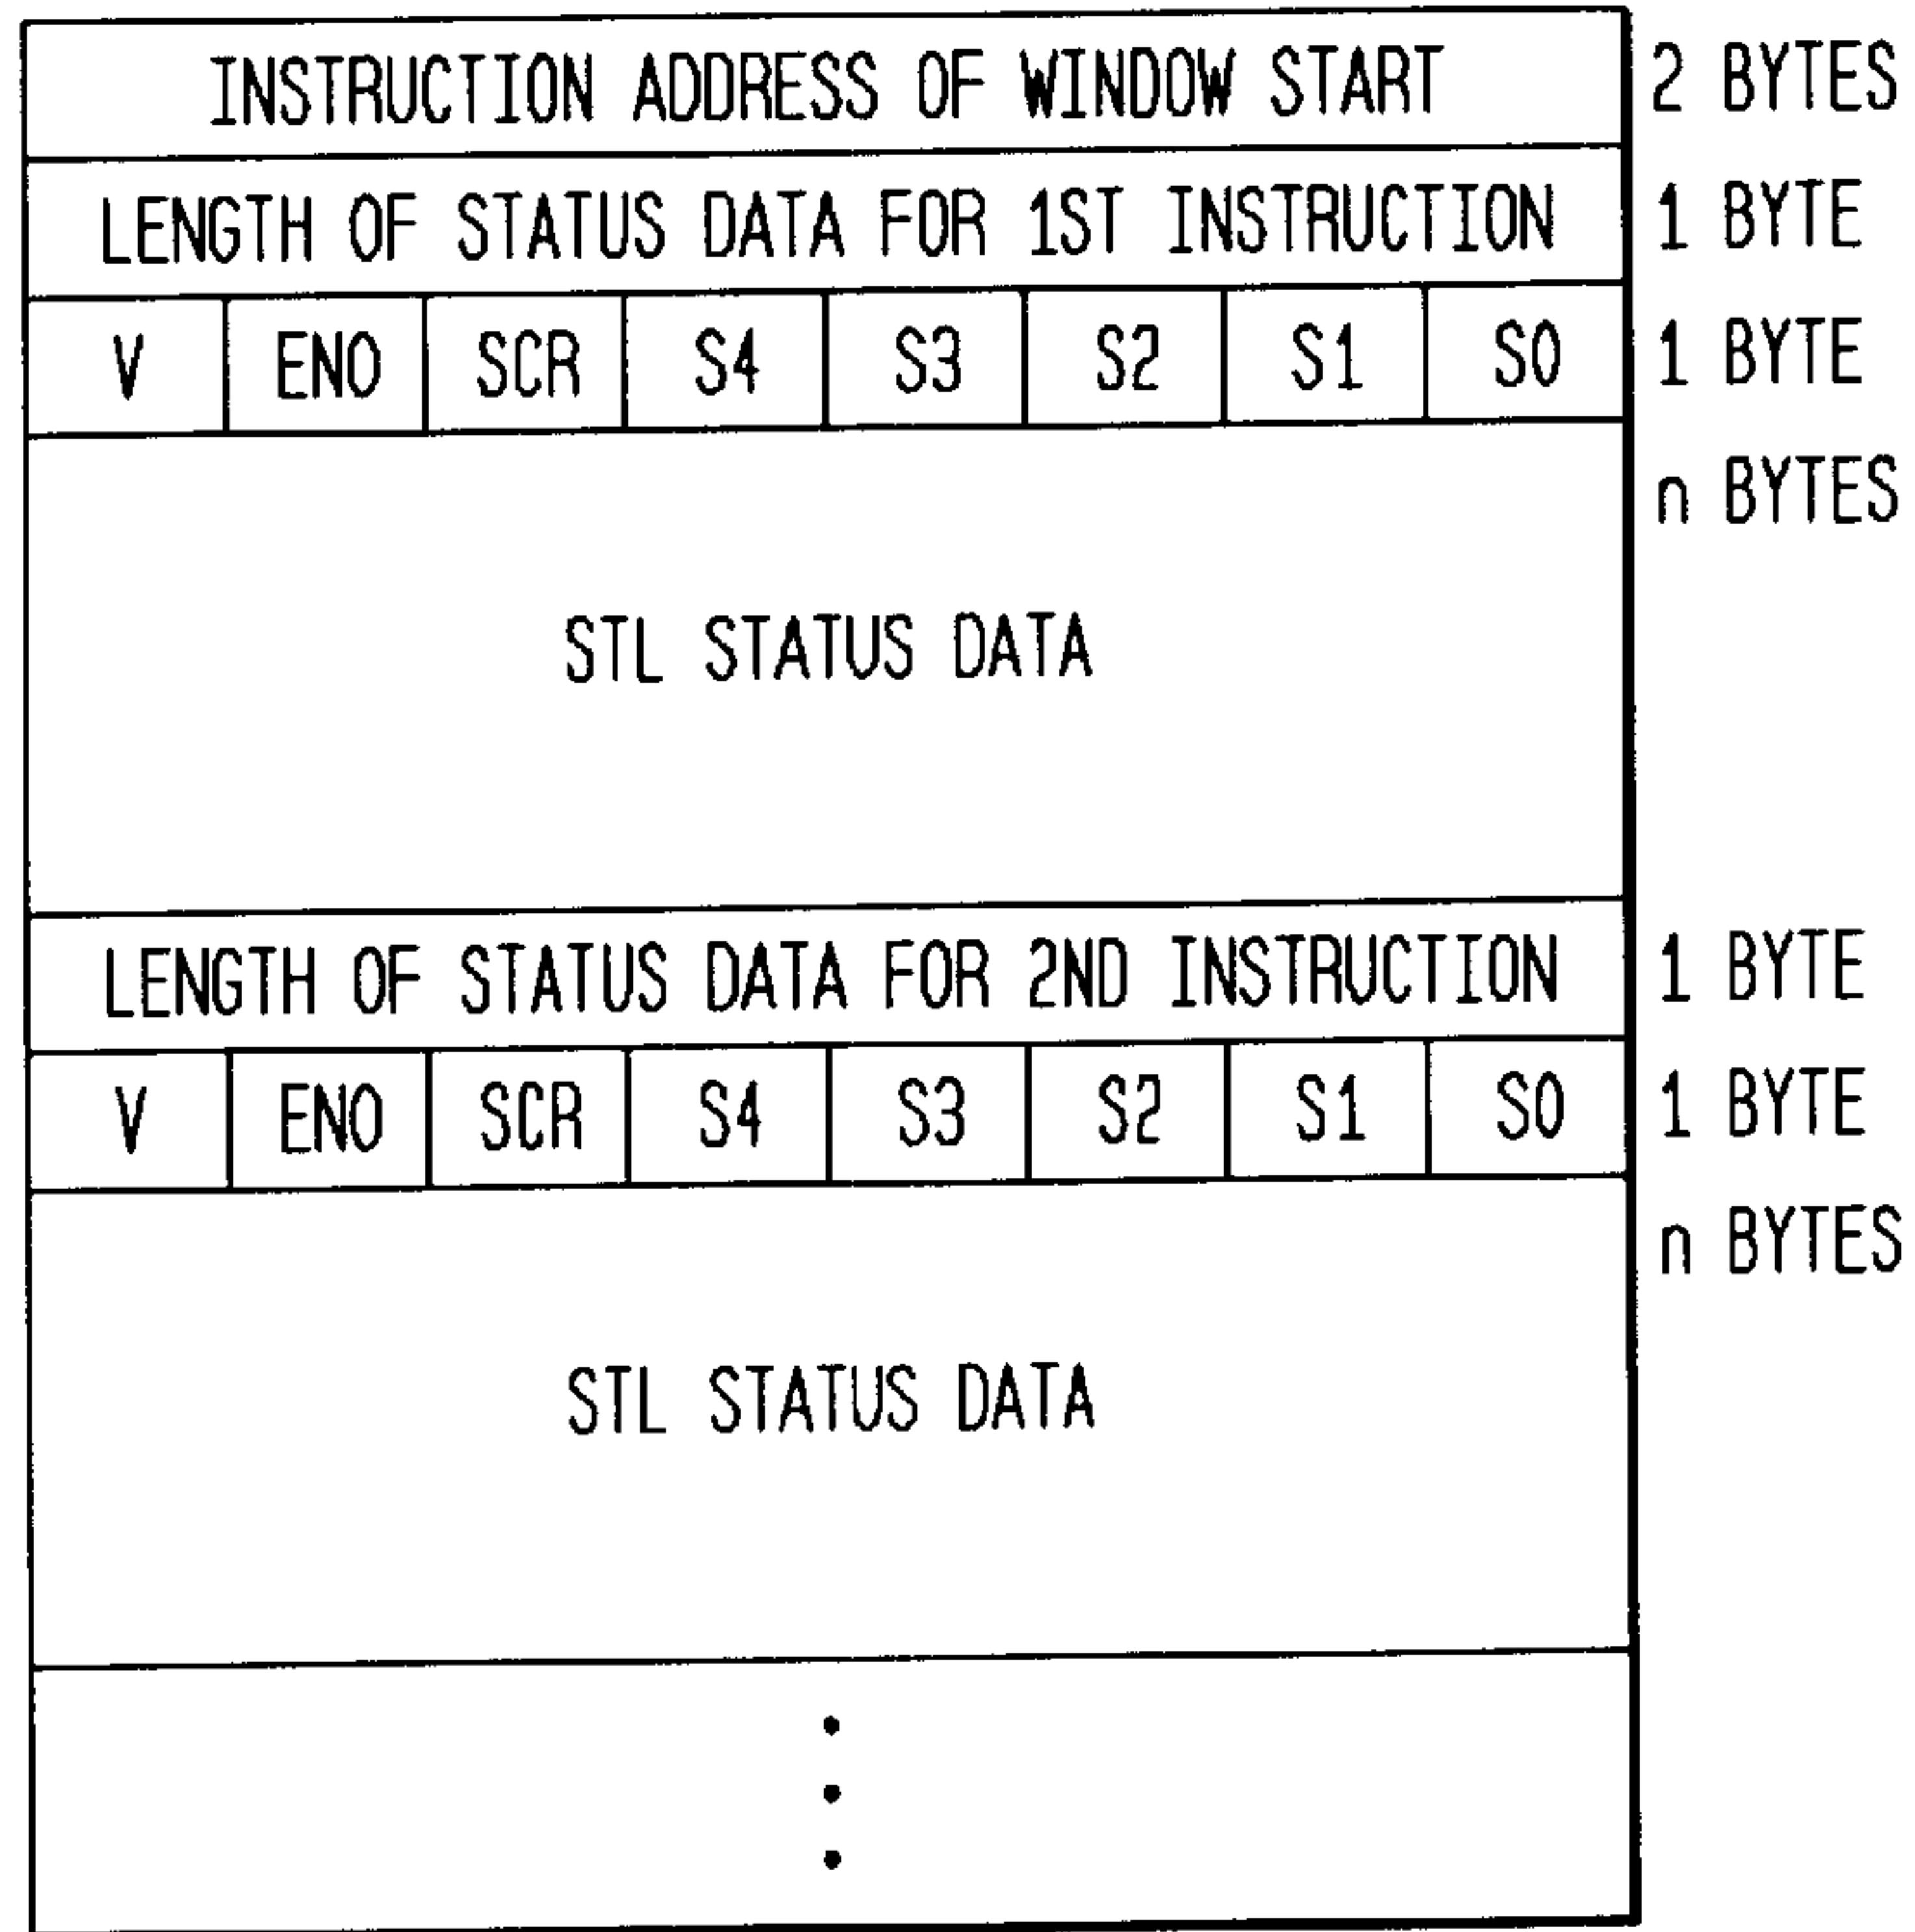 INSTRUCTION ADDRESS OF WINDOW START 2 BYTES
LENGTH OF STATUS DATA FOR 1ST INSTRUCTION 1 BYTE
V ENO SCR S4 S3 S2 S1 S0 1 BYTE
n BYTES
STL STATUS DATA
LENGTH OF STATUS DATA FOR 2ND INSTRUCTION 1 BYTE
V ENO SCR S4 S3 S2 S1 S0 1 BYTE
n BYTES
STL STATUS DATA